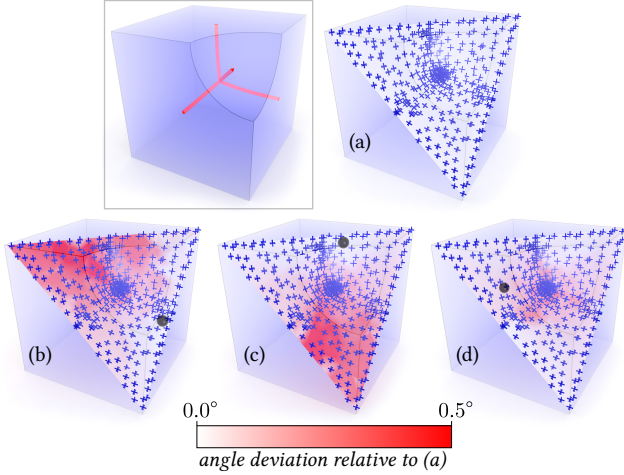 (a)
(b)
(c)
(d)
0.0°
0.5°
angle deviation relative to (a)